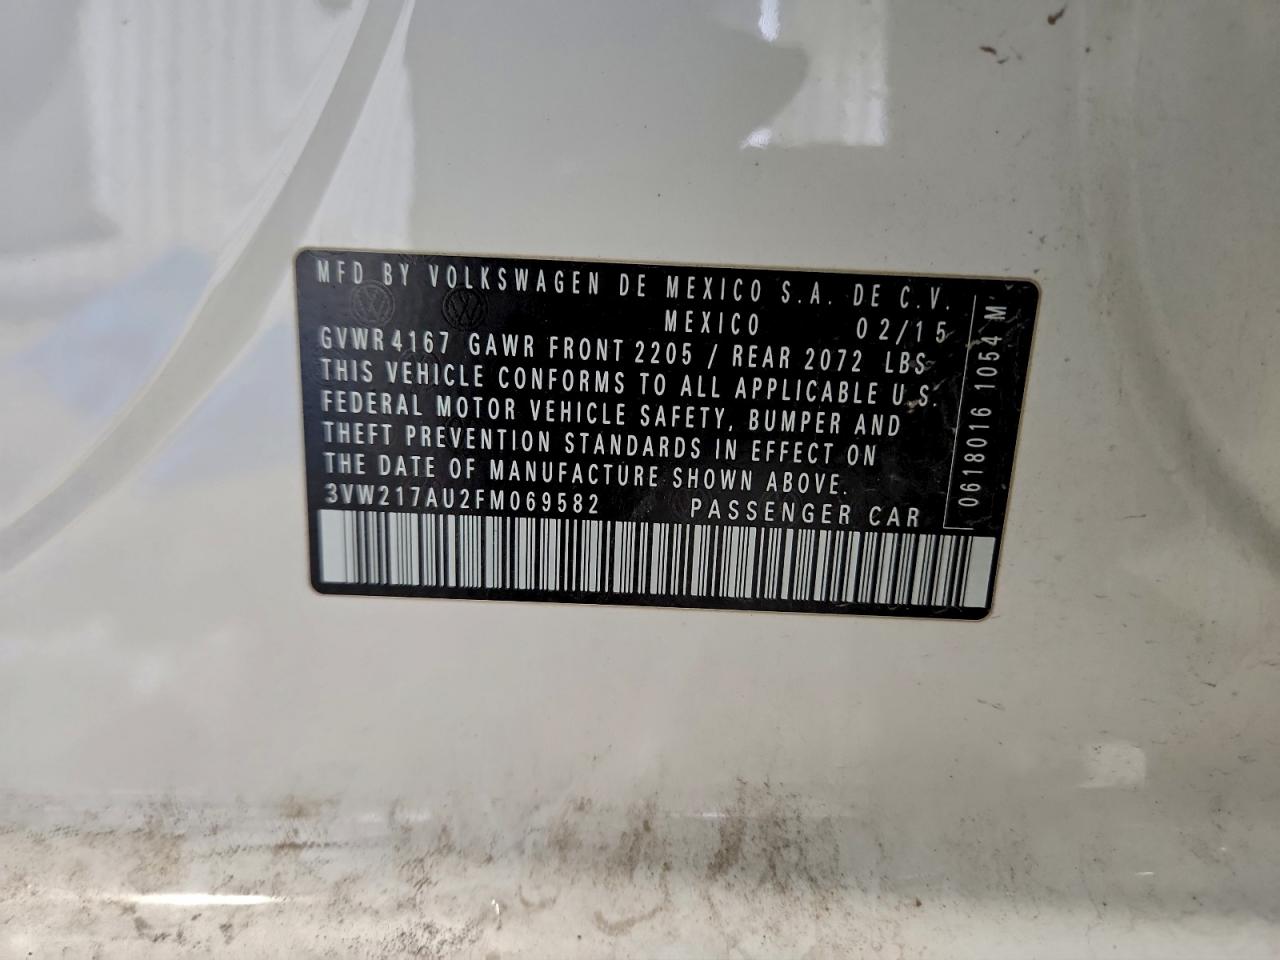 MFD BY VOLKSWAGEN DE MEXICO S.A. DE C.V.
MEXICO 02/15
GVWR 4167 GAWR FRONT 2205 / REAR 2072 LBS
THIS VEHICLE CONFORMS TO ALL APPLICABLE U.S.
FEDERAL MOTOR VEHICLE SAFETY, BUMPER AND
THEFT PREVENTION STANDARDS IN EFFECT ON
THE DATE OF MANUFACTURE SHOWN ABOVE.
3VW217AU2FM069582 PASSENGER CAR
0618016 1054 M